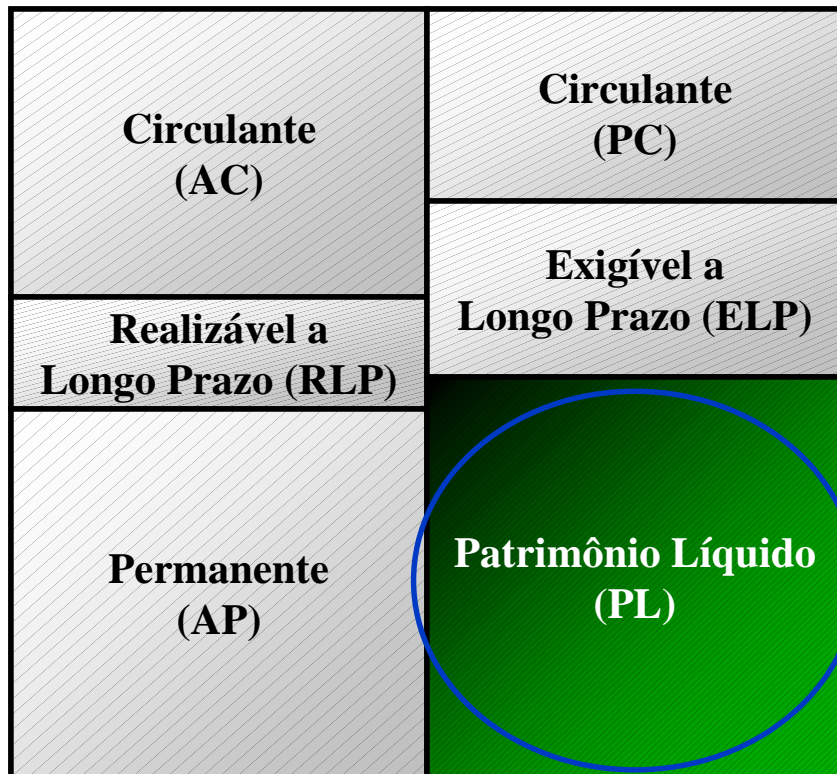 Circulante
(AC)
Realizável a
Longo Prazo (RLP)
Permanente
(AP)
Circulante
(PC)
Exigível a
Longo Prazo (ELP)
Patrimônio Líquido
(PL)